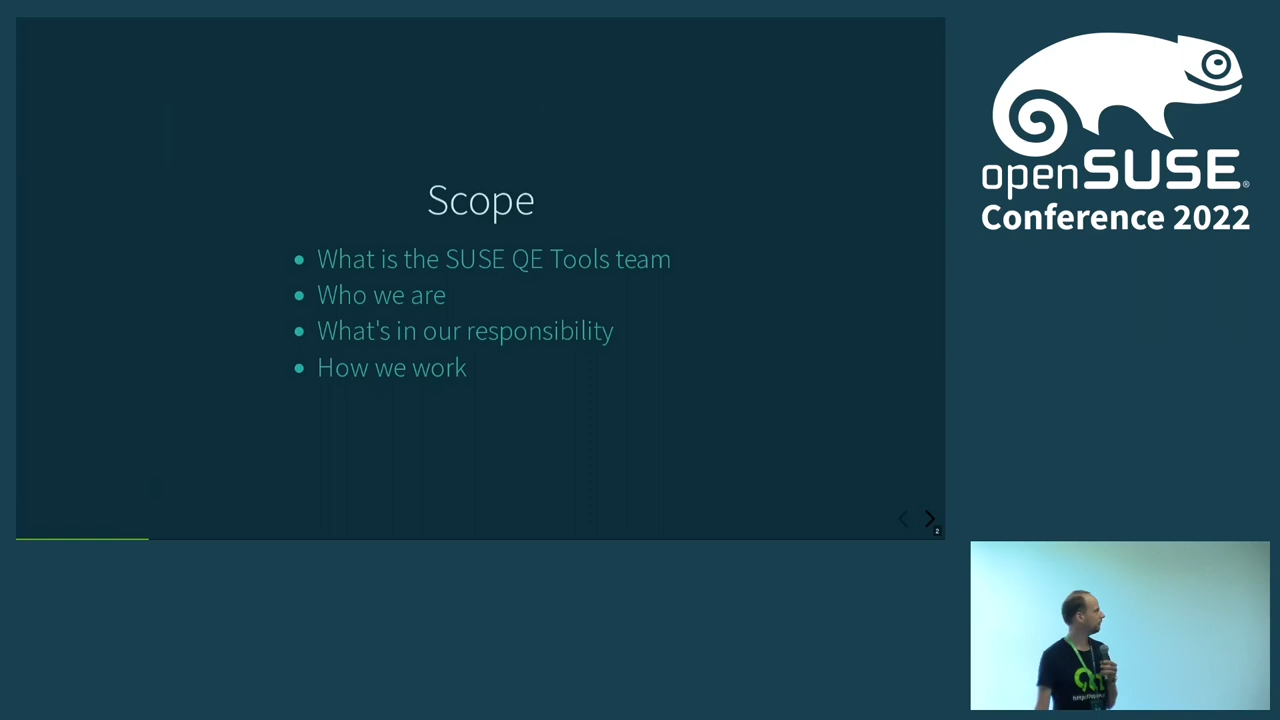 Scope
What is the SUSE QE Tools team
Who we are
What's in our responsibility
How we work
2
openSUSE®
Conference 2022